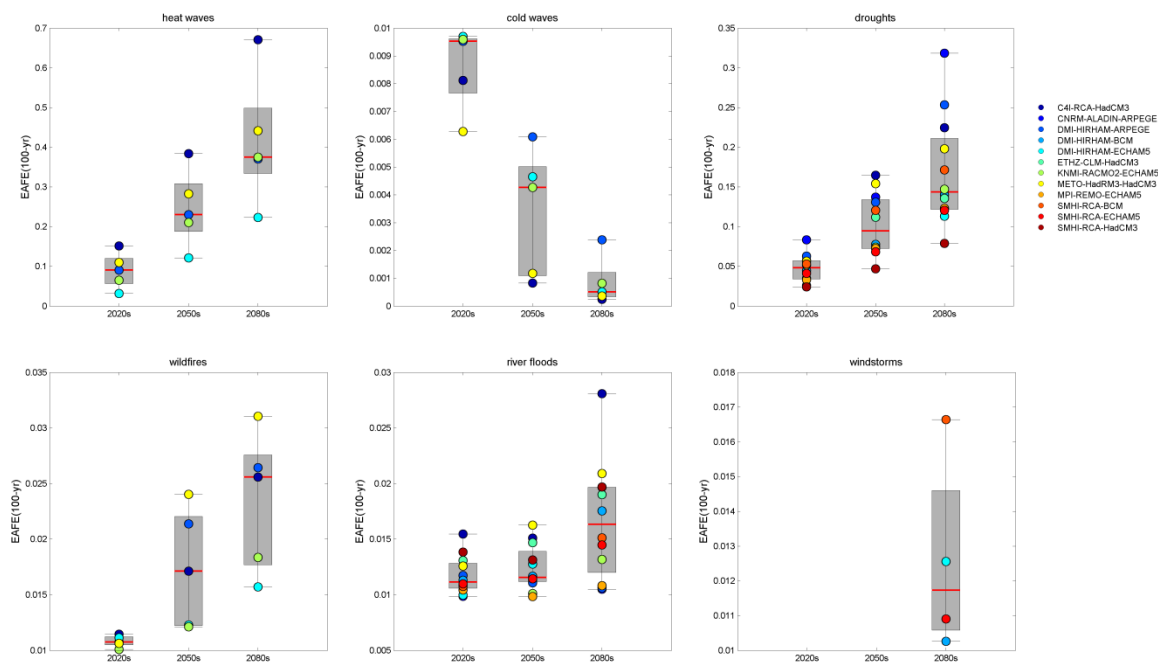 heat waves
EAFE(100-yr)
0.7
0.6
0.5
0.4
0.3
0.2
0.1
0
2020s 2050s 2080s
cold waves
EAFE(100-yr)
0.01
0.009
0.008
0.007
0.006
0.005
0.004
0.003
0.002
0.001
0
2020s 2050s 2080s
droughts
EAFE(100-yr)
0.35
0.3
0.25
0.2
0.15
0.1
0.05
0
2020s 2050s 2080s
C4I-RCA-HadCM3
CNRM-ALADIN-ARPEGE
DMI-HIRHAM-ARPEGE
DMI-HIRHAM-BCM
DMI-HIRHAM-ECHAM5
ETHZ-CLM-HadCM3
KNMI-RACMO2-ECHAM5
METO-HadRM3-HadCM3
MPI-REMO-ECHAM5
SMHI-RCA-BCM
SMHI-RCA-ECHAM5
SMHI-RCA-HadCM3
wildfires
EAFE(100-yr)
0.035
0.03
0.025
0.02
0.015
0.01
2020s 2050s 2080s
river floods
EAFE(100-yr)
0.03
0.025
0.02
0.015
0.01
0.005
2020s 2050s 2080s
windstorms
EAFE(100-yr)
0.018
0.017
0.016
0.015
0.014
0.013
0.012
0.011
0.01
2020s 2050s 2080s